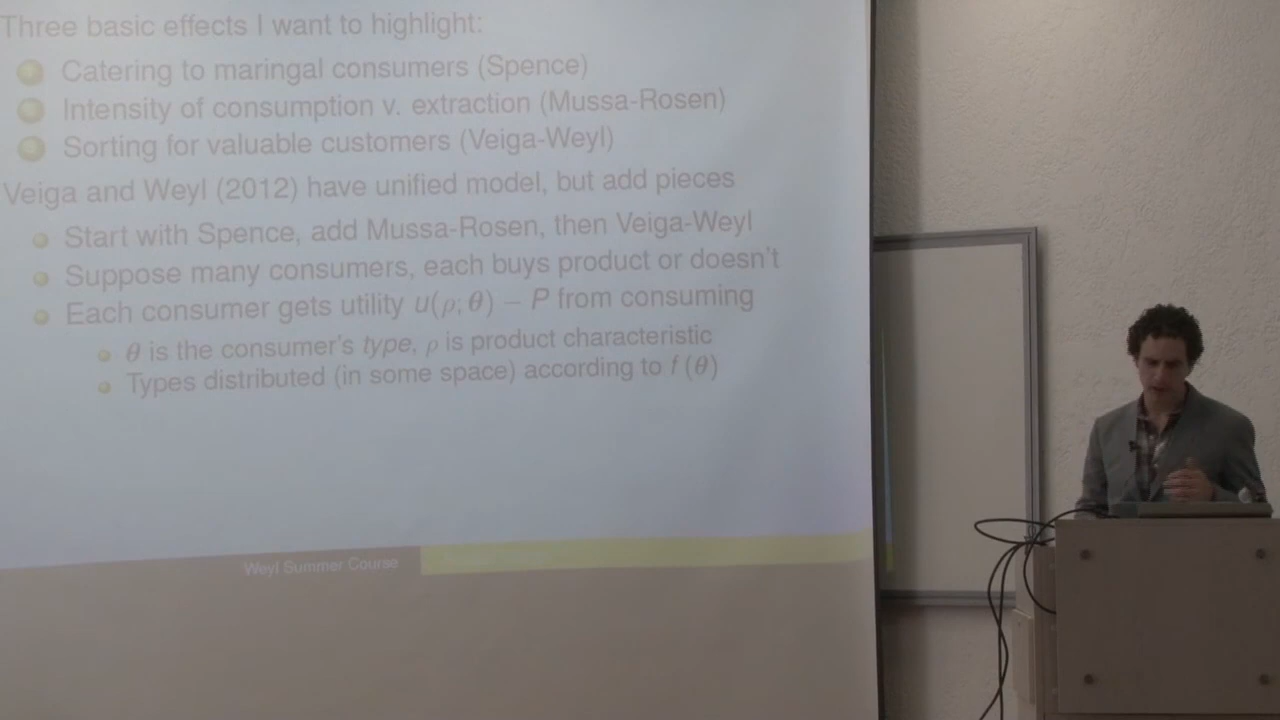 Three basic effects I want to highlight:
Catering to maringal consumers (Spence)
Intensity of consumption v. extraction (Mussa-Rosen)
Sorting for valuable customers (Veiga-Weyl)
Veiga and Weyl (2012) have unified model, but add pieces
Start with Spence, add Mussa-Rosen, then Veiga-Weyl
Suppose many consumers, each buys product or doesn't
Each consumer gets utility u(ρ; θ) − P from consuming
θ is the consumer's type, ρ is product characteristic
Types distributed (in some space) according to f (θ)
Weyl Summer Course